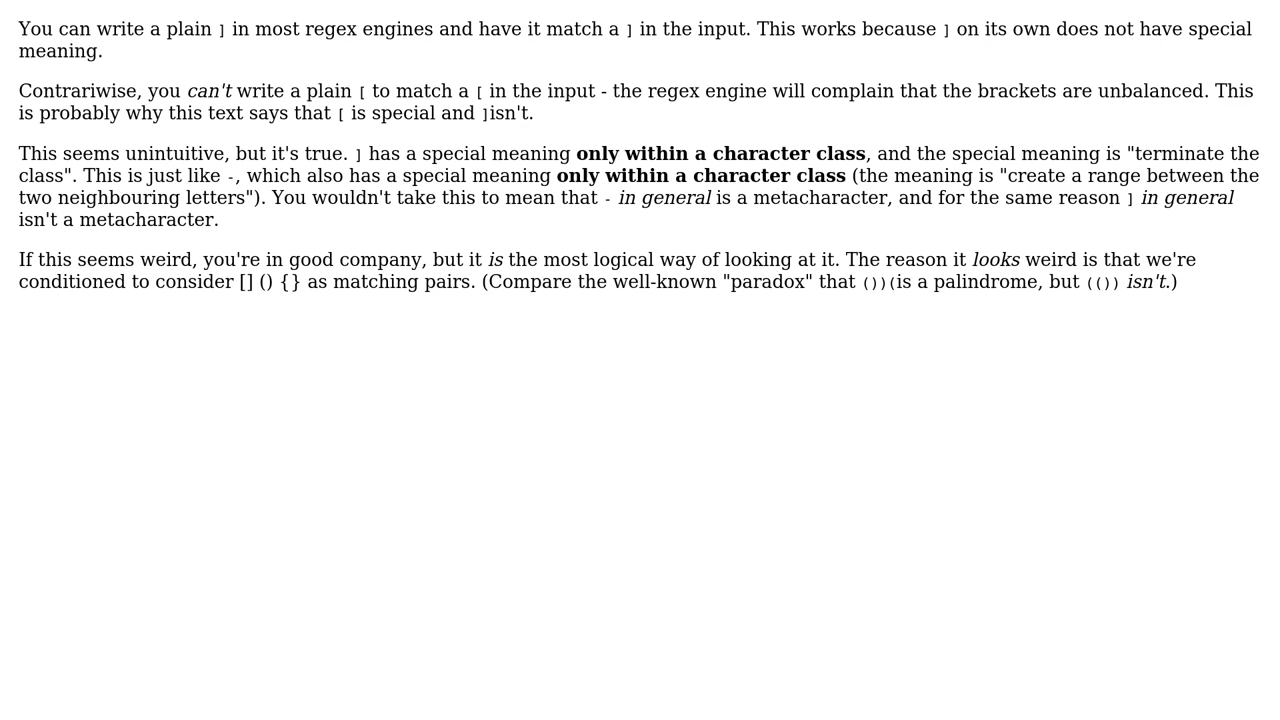 You can write a plain ] in most regex engines and have it match a ] in the input. This works because ] on its own does not have special
meaning.
Contrariwise, you can't write a plain [ to match a [ in the input - the regex engine will complain that the brackets are unbalanced. This
is probably why this text says that [ is special and ]isn't.
This seems unintuitive, but it's true. ] has a special meaning only within a character class, and the special meaning is "terminate the
class". This is just like -, which also has a special meaning only within a character class (the meaning is "create a range between the
two neighbouring letters"). You wouldn't take this to mean that - in general is a metacharacter, and for the same reason ] in general
isn't a metacharacter.
If this seems weird, you're in good company, but it is the most logical way of looking at it. The reason it looks weird is that we're
conditioned to consider [] () {} as matching pairs. (Compare the well-known "paradox" that ())(is a palindrome, but (()) isn't.)